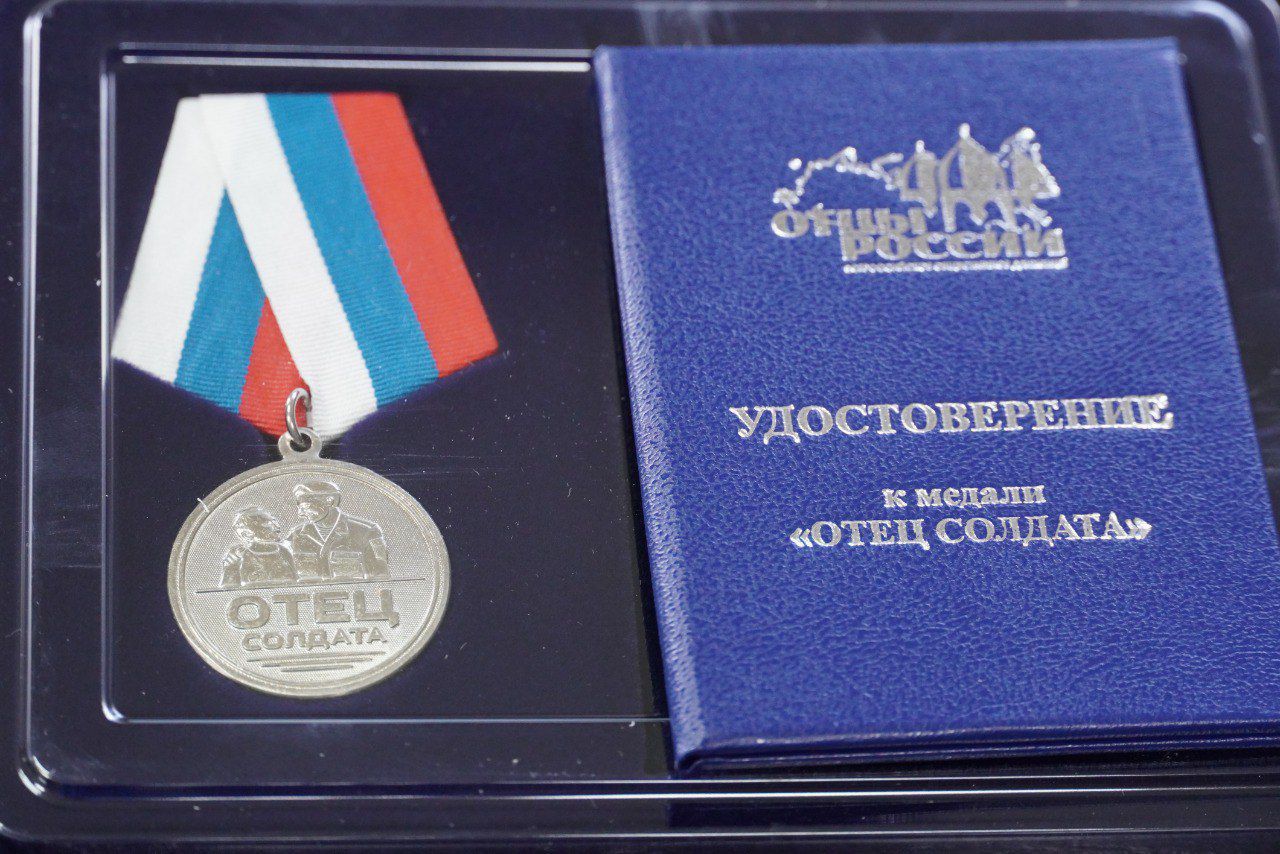 ОТЕЦ
СОЛДАТА
ОТЦЫ
РОССИИ
УДОСТОВЕРЕНИЕ
к медали
«ОТЕЦ СОЛДАТА»